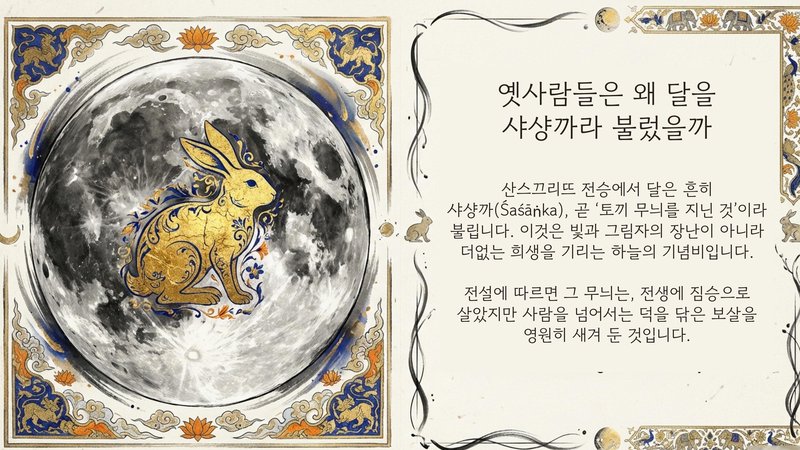 옛사람들은 왜 달을
샤샹까라 불렀을까
산스끄리뜨 전승에서 달은 흔히
샤샹까(Śaśāṅka), 곧 ‘토끼 무늬를 지닌 것’이라
불립니다. 이것은 빛과 그림자의 장난이 아니라
더없는 희생을 기리는 하늘의 기념비입니다.
전설에 따르면 그 무늬는, 전생에 짐승으로
살았지만 사람을 넘어서는 덕을 닦은 보살을
영원히 새겨 둔 것입니다.